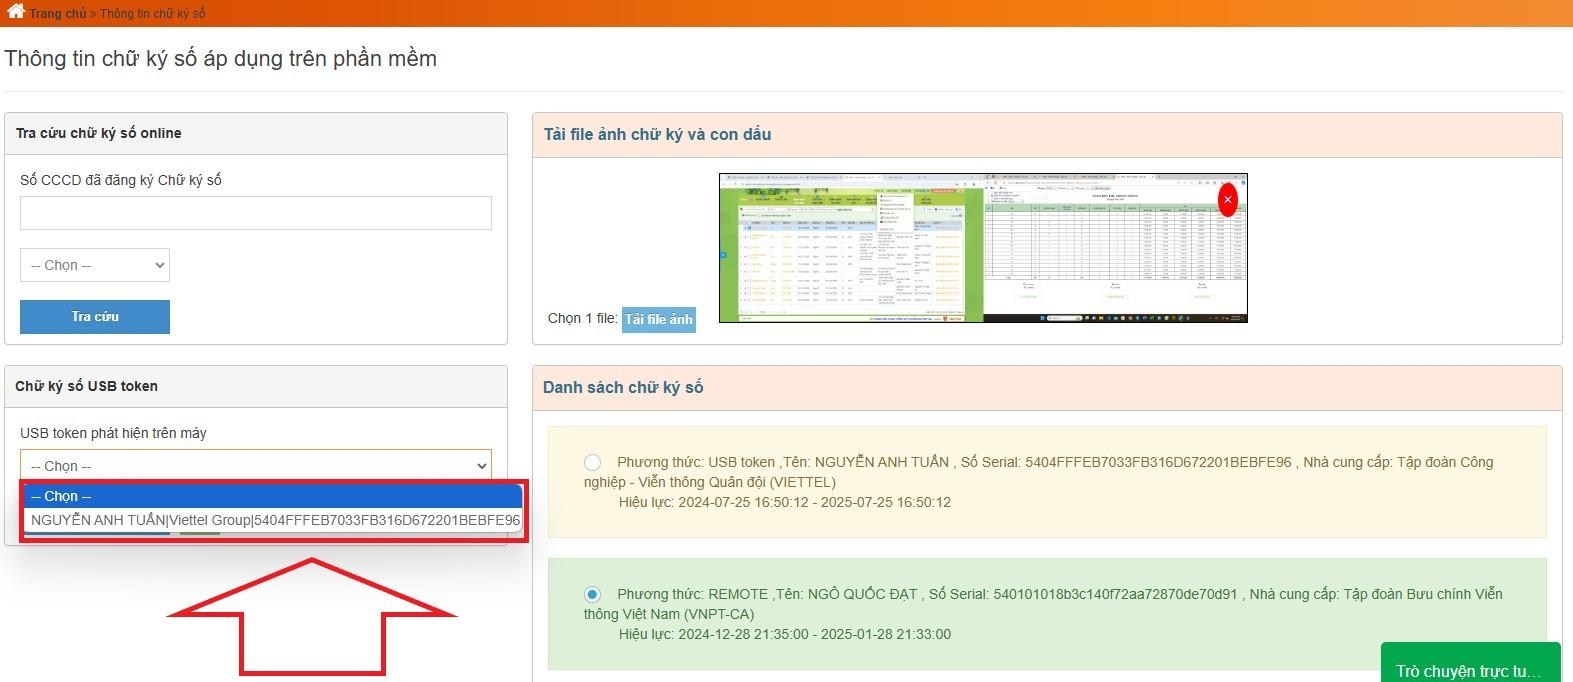 Trang chủ » Thông tin chữ ký số
Thông tin chữ ký số áp dụng trên phần mềm
Tra cứu chữ ký số online
Số CCCD đã đăng ký Chữ ký số
-- Chọn --
Tra cứu
Tải file ảnh chữ ký và con dấu
Chọn 1 file: Tải file ảnh
Chữ ký số USB token
USB token phát hiện trên máy
-- Chọn --
-- Chọn --
NGUYỄN ANH TUẤN|Viettel Group|5404FFFEB7033FB316D672201BEBFE96
Danh sách chữ ký số
Phương thức: USB token ,Tên: NGUYỄN ANH TUẤN , Số Serial: 5404FFFEB7033FB316D672201BEBFE96 , Nhà cung cấp: Tập đoàn Công
nghiệp - Viễn thông Quân đội (VIETTEL)
Hiệu lực: 2024-07-25 16:50:12 - 2025-07-25 16:50:12
Phương thức: REMOTE ,Tên: NGÔ QUỐC ĐẠT , Số Serial: 540101018b3c140f72aa72870de70d91 , Nhà cung cấp: Tập đoàn Bưu chính Viễn
thông Việt Nam (VNPT-CA)
Hiệu lực: 2024-12-28 21:35:00 - 2025-01-28 21:33:00
Trò chuyện trực tu...